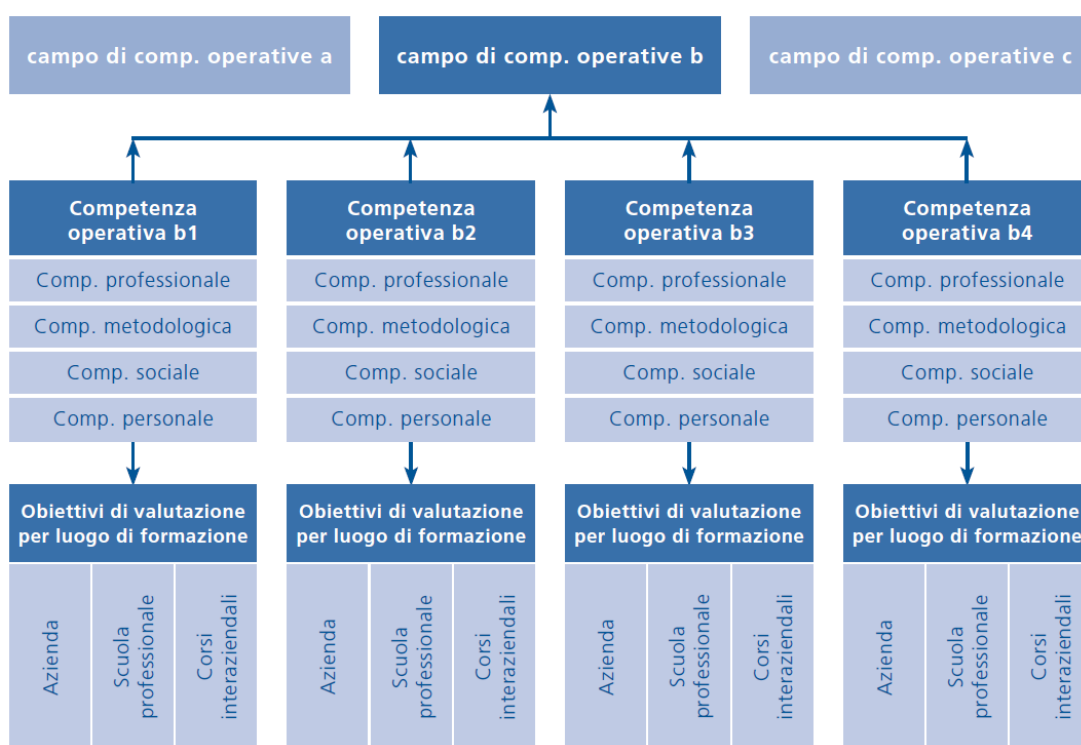 campo di comp. operative a
campo di comp. operative b
campo di comp. operative c
Competenza
operativa b1
Comp. professionale
Comp. metodologica
Comp. sociale
Comp. personale
Obiettivi di valutazione
per luogo di formazione
Azienda
Scuola
professionale
Corsi
interaziendali
Competenza
operativa b2
Comp. professionale
Comp. metodologica
Comp. sociale
Comp. personale
Obiettivi di valutazione
per luogo di formazione
Azienda
Scuola
professionale
Corsi
interaziendali
Competenza
operativa b3
Comp. professionale
Comp. metodologica
Comp. sociale
Comp. personale
Obiettivi di valutazione
per luogo di formazione
Azienda
Scuola
professionale
Corsi
interaziendali
Competenza
operativa b4
Comp. professionale
Comp. metodologica
Comp. sociale
Comp. personale
Obiettivi di valutazione
per luogo di formazione
Azienda
Scuola
professionale
Corsi
interaziendali